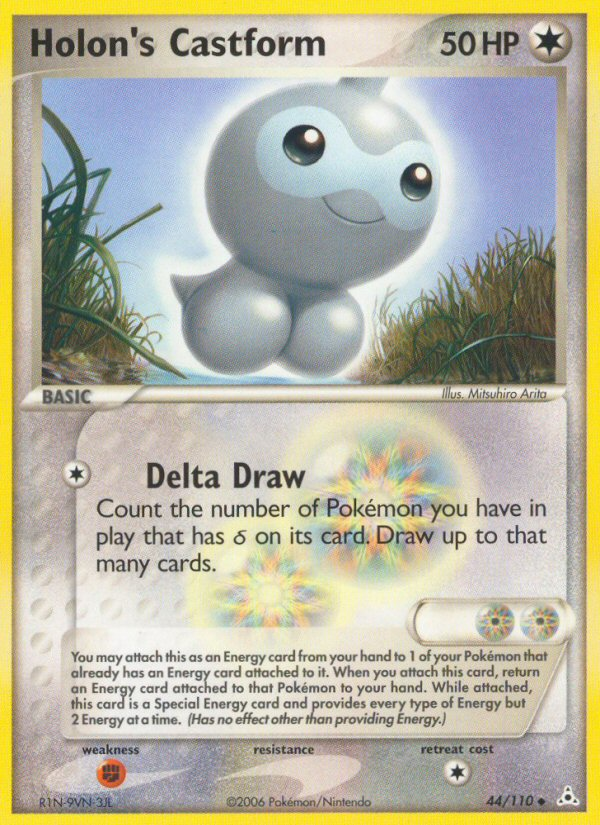 Holon's Castform 50 HP
BASIC
Illus. Mitsuhiro Arita
Delta Draw
Count the number of Pokémon you have in
play that has δ on its card. Draw up to that
many cards.
You may attach this as an Energy card from your hand to 1 of your Pokémon that
already has an Energy card attached to it. When you attach this card, return
an Energy card attached to that Pokémon to your hand. While attached,
this card is a Special Energy card and provides every type of Energy but
2 Energy at a time. (Has no effect other than providing Energy.)
weakness resistance retreat cost
R1N-9VN-3JL ©2006 Pokémon/Nintendo 44/110